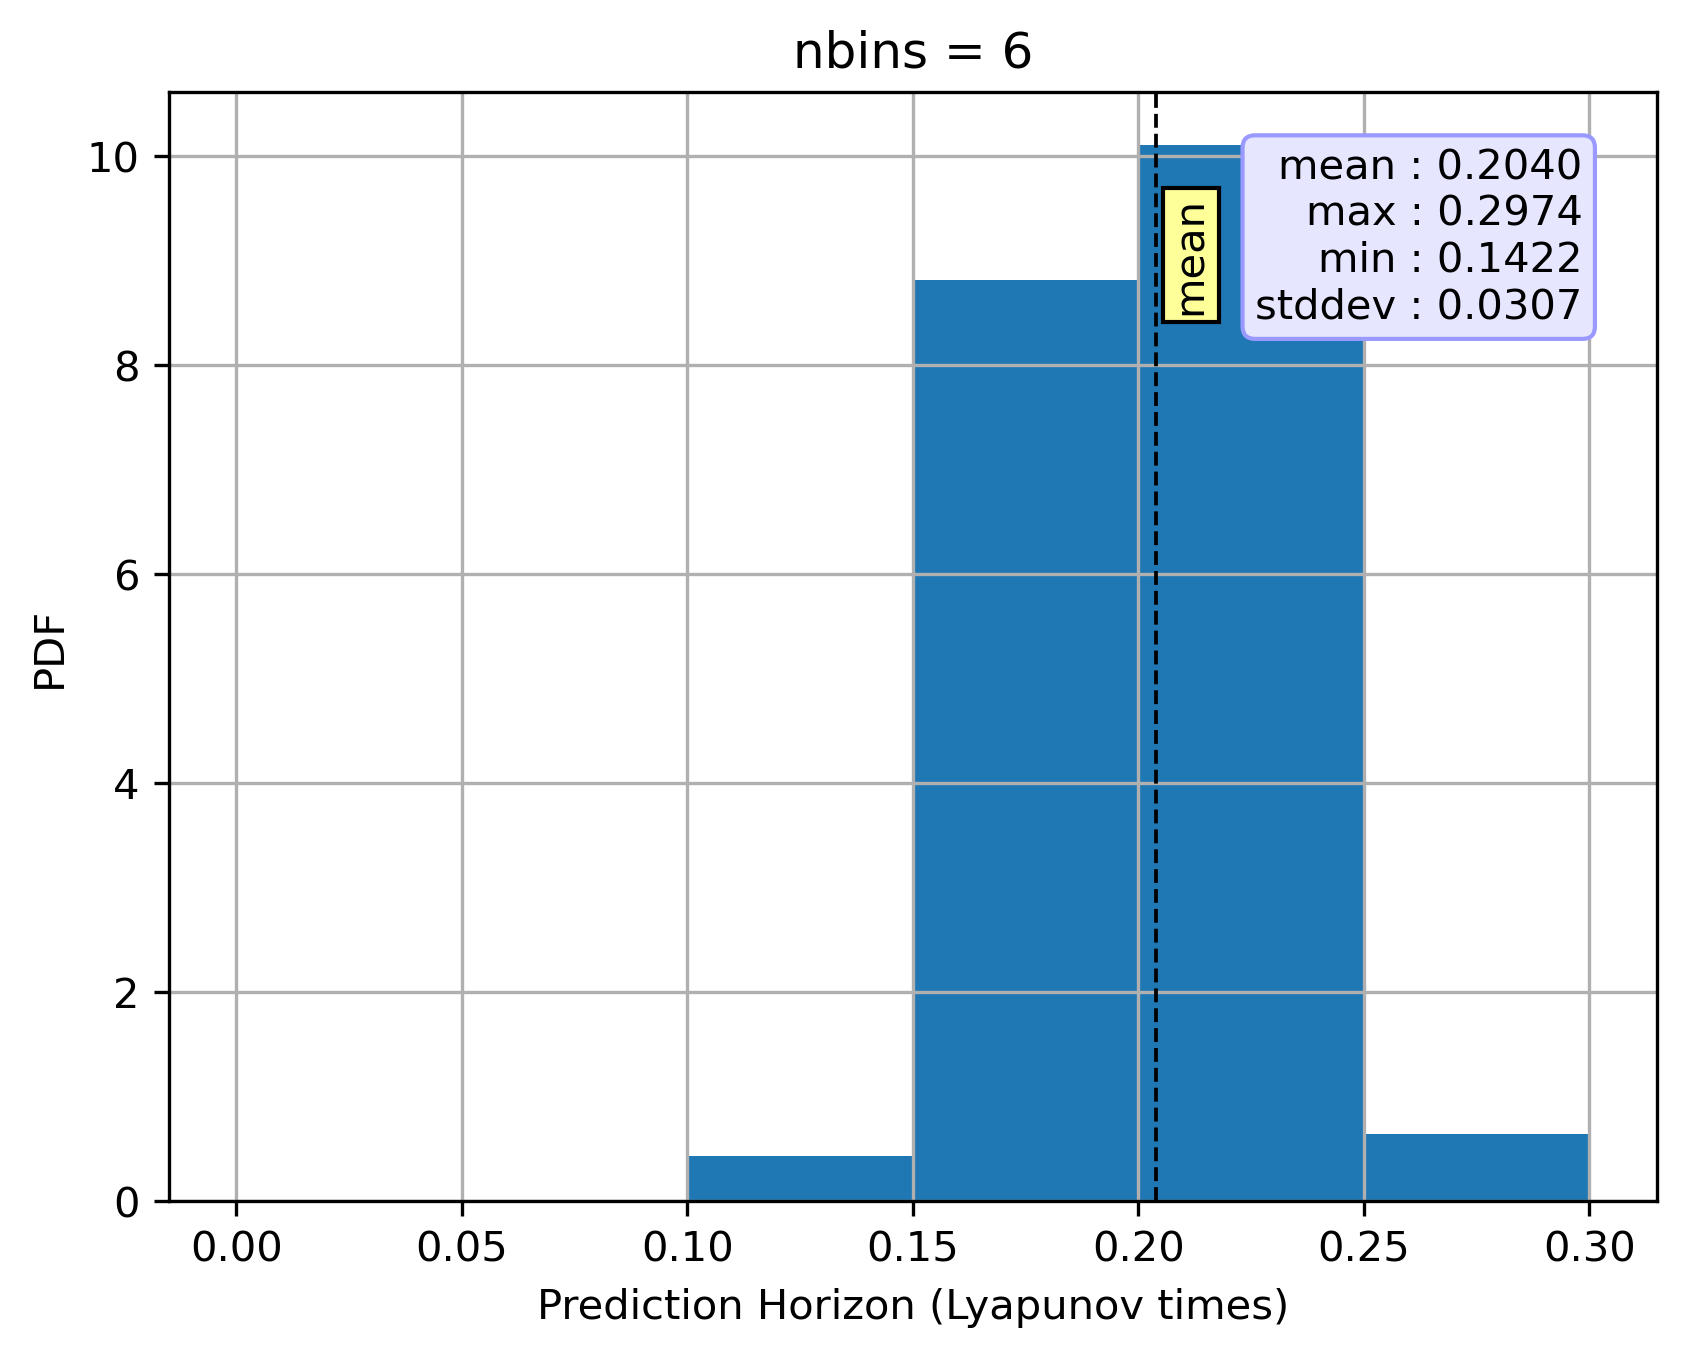 nbins = 6
mean : 0.2040
max : 0.2974
min : 0.1422
stddev : 0.0307
mean
10
8
6
4
2
0
PDF
0.00 0.05 0.10 0.15 0.20 0.25 0.30
Prediction Horizon (Lyapunov times)